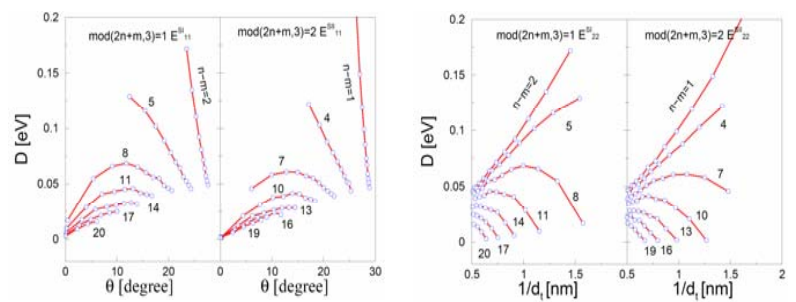 mod(2n+m,3)=1 E^SI_11
mod(2n+m,3)=2 E^SI_11
0.2
0.15
0.1
0.05
0
D [eV]
n−m=2
5
8
11
14
17
20
n−m=1
4
7
10
13
16
19
0 10 20 0 10 20 30
θ [degree] θ [degree]
mod(2n+m,3)=1 E^SI_22
mod(2n+m,3)=2 E^SI_22
0.2
0.15
0.1
0.05
0
D [eV]
n−m=2
5
8
11
14
17
20
n−m=1
4
7
10
13
16
19
0.5 1 1.5 0.5 1 1.5 2
1/d_t [nm] 1/d_t [nm]